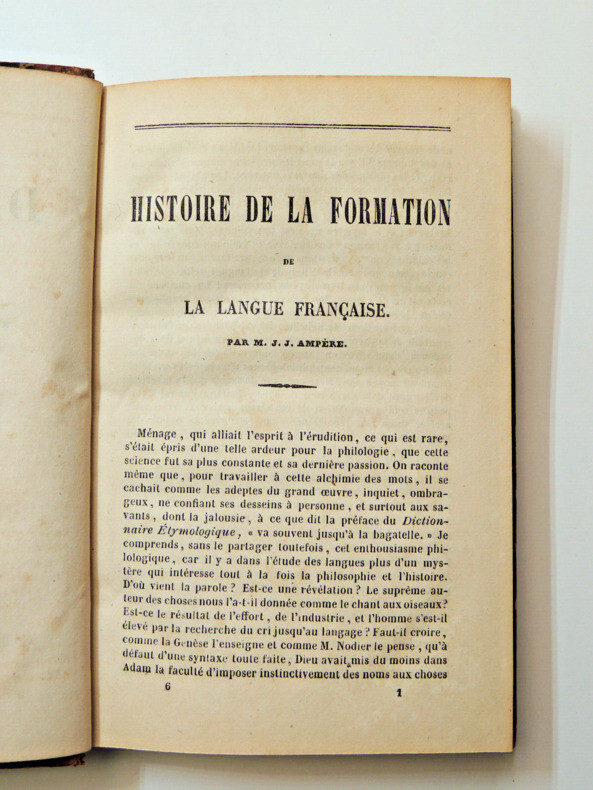 HISTOIRE DE LA FORMATION
DE
LA LANGUE FRANÇAISE.
PAR M. J. J. AMPÈRE.
Ménage, qui alliait l'esprit à l'érudition, ce qui est rare,
s'était épris d'une telle ardeur pour la philologie, que cette
science fut sa plus constante et sa dernière passion. On raconte
même que, pour travailler à cette alchimie des mots, il se
cachait comme les adeptes du grand œuvre, inquiet, ombra-
geux, ne confiant ses desseins à personne, et surtout aux sa-
vants, dont la jalousie, à ce que dit la préface du Diction-
naire Étymologique, « va souvent jusqu'à la bagatelle. » Je
comprends, sans le partager toutefois, cet enthousiasme phi-
lologique, car il y a dans l'étude des langues plus d'un mys-
tère qui intéresse tout à la fois la philosophie et l'histoire.
D'où vient la parole? Est-ce une révélation? Le suprême au-
teur des choses nous l'a-t-il donnée comme le chant aux oiseaux?
Est-ce le résultat de l'effort, de l'industrie, et l'homme s'est-il
élevé par la recherche du cri jusqu'au langage? Faut-il croire,
comme la Genèse l'enseigne et comme M. Nodier le pense, qu'à
défaut d'une syntaxe toute faite, Dieu avait mis du moins dans
Adam la faculté d'imposer instinctivement des noms aux choses
6 1